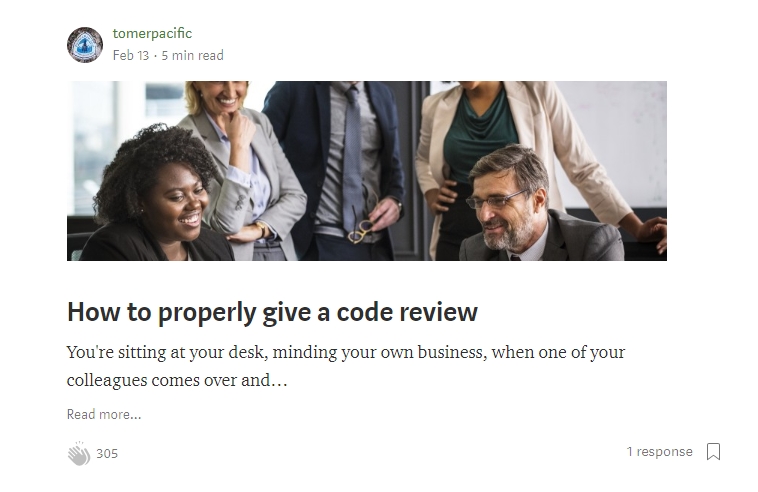 tomerpacific
Feb 13 · 5 min read
How to properly give a code review
You're sitting at your desk, minding your own business, when one of your
colleagues comes over and…
Read more...
305
1 response